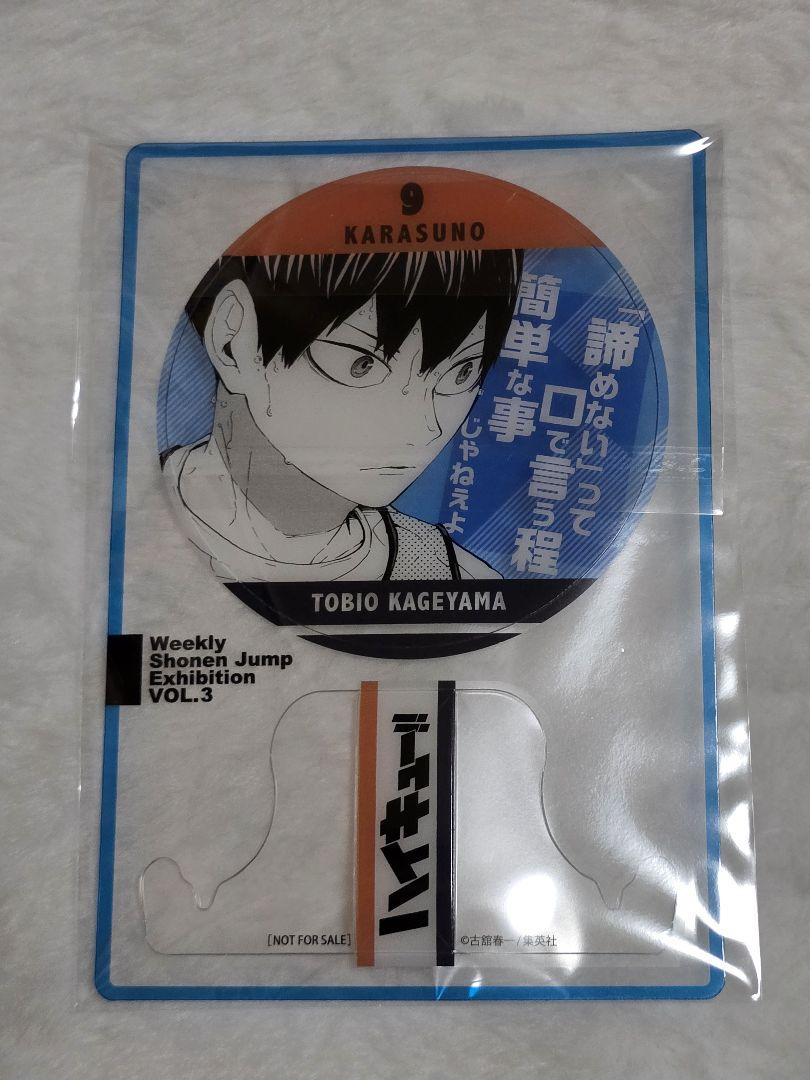 9
KARASUNO
「諦めない」って
口で言う程
簡単な事
じゃねえよ
TOBIO KAGEYAMA
Weekly
Shonen Jump
Exhibition
VOL.3
ハイキュー!!
[NOT FOR SALE]
©古舘春一/集英社